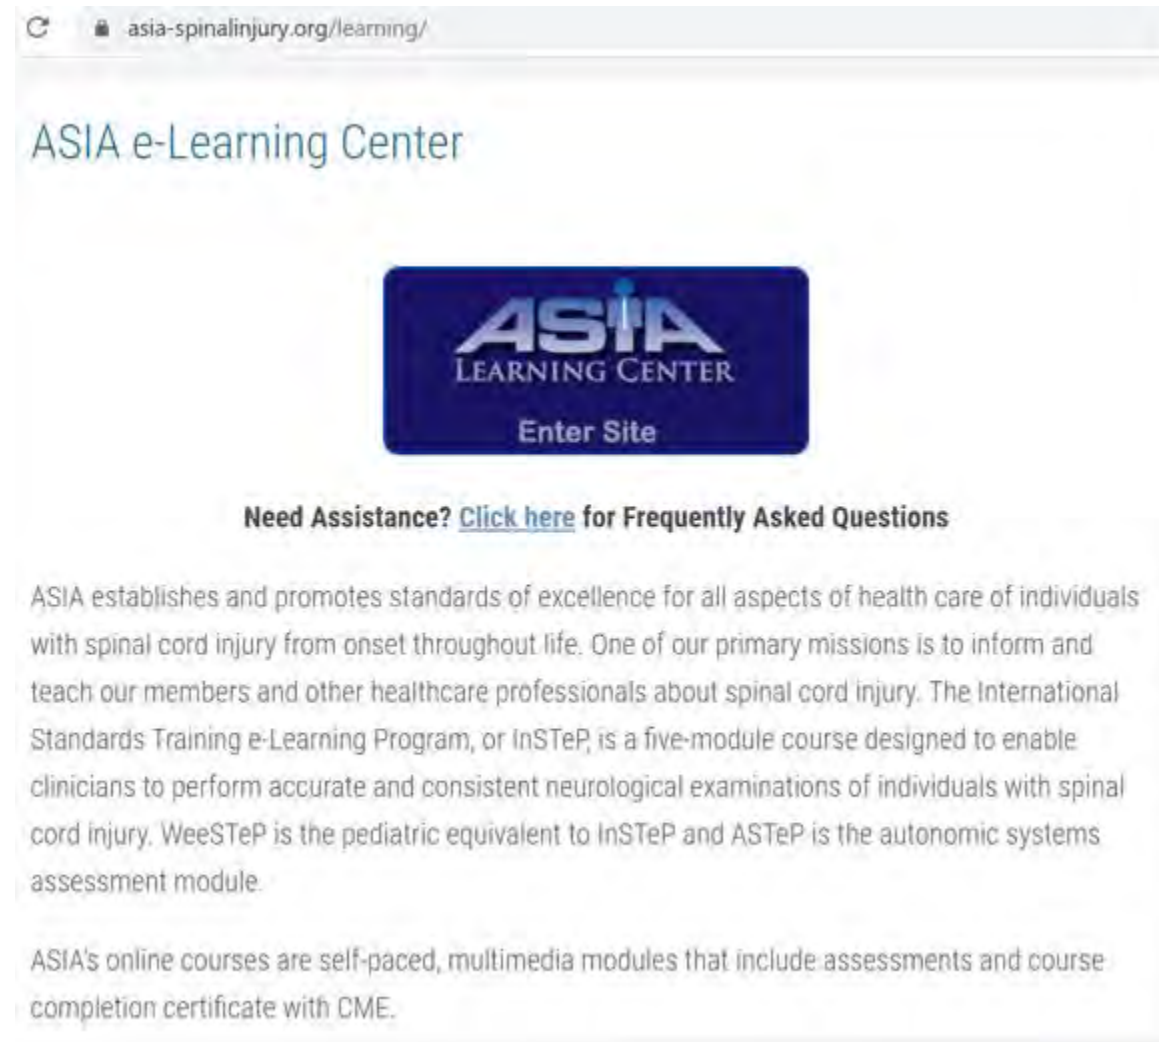 asia-spinalinjury.org/learning/
ASIA e-Learning Center
ASIA
LEARNING CENTER
Enter Site
Need Assistance? Click here for Frequently Asked Questions
ASIA establishes and promotes standards of excellence for all aspects of health care of individuals
with spinal cord injury from onset throughout life. One of our primary missions is to inform and
teach our members and other healthcare professionals about spinal cord injury. The International
Standards Training e-Learning Program, or InSTeP, is a five-module course designed to enable
clinicians to perform accurate and consistent neurological examinations of individuals with spinal
cord injury. WeeSTeP is the pediatric equivalent to InSTeP and ASTeP is the autonomic systems
assessment module.
ASIA's online courses are self-paced, multimedia modules that include assessments and course
completion certificate with CME.